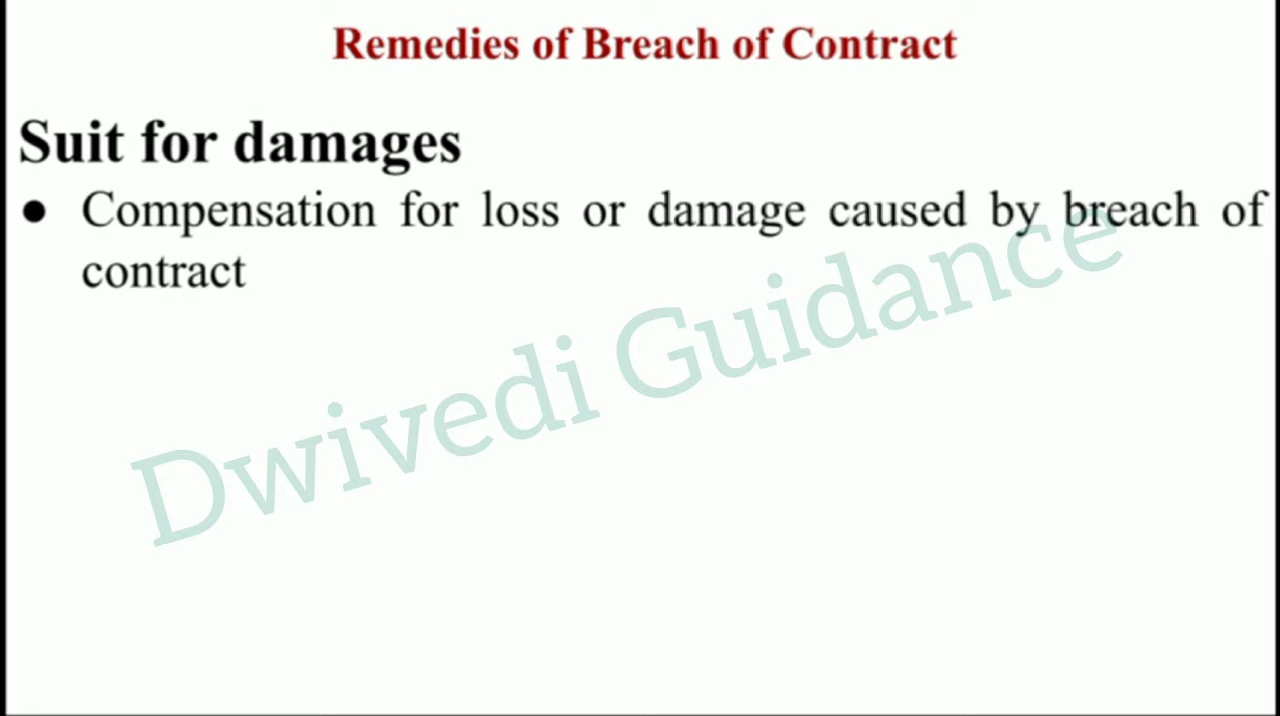 Remedies of Breach of Contract
Suit for damages
● Compensation for loss or damage caused by breach of
contract
Dwivedi Guidance